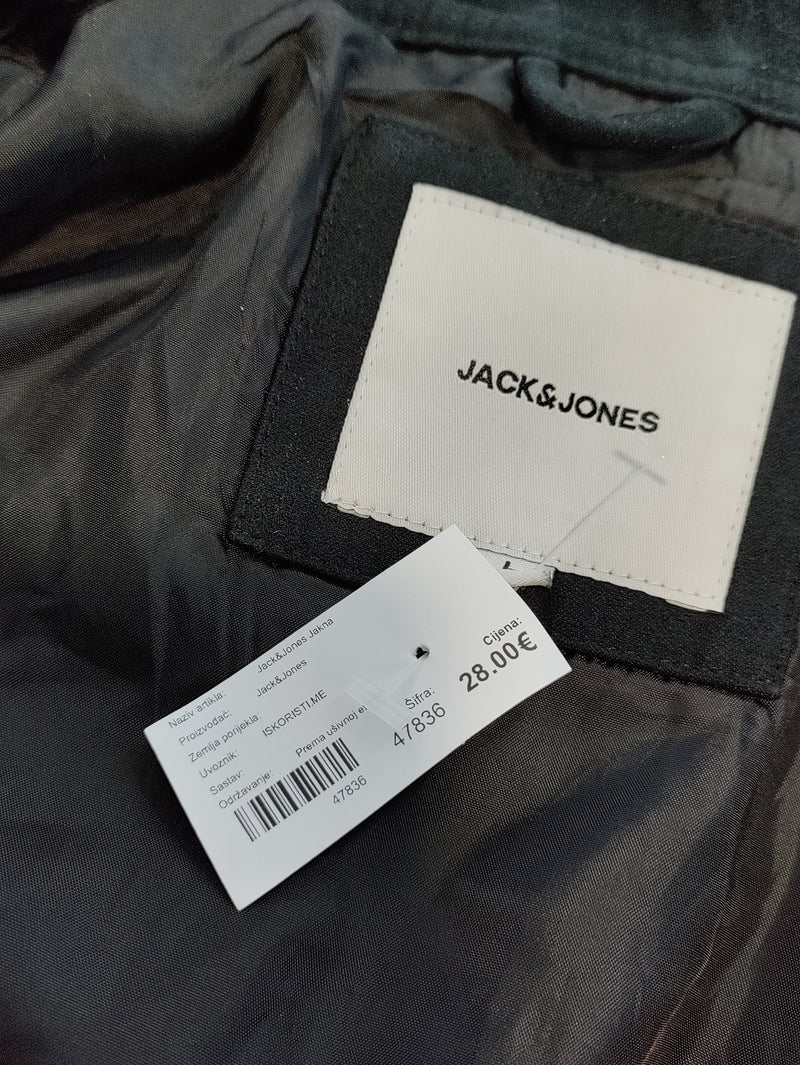 JACK&JONES
L
Naziv artikla: Jack&Jones Jakna
Proizvođač: Jack&Jones
Zemlja porijekla:
Uvoznik: ISKORISTI.ME
Sastav:
Održavanje: Prema ušivnoj
47836
Šifra:
47836
Cijena:
28.00€